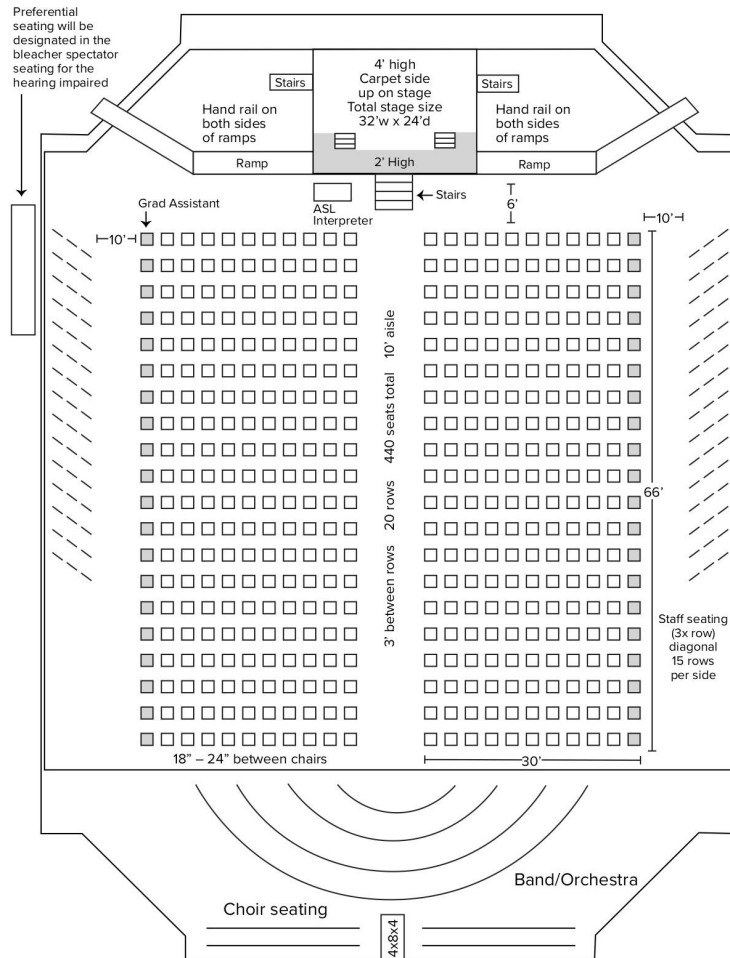 Preferential
seating will be
designated in the
bleacher spectator
seating for the
hearing impaired
4’ high
Carpet side
up on stage
Total stage size
32’w x 24’d
Stairs
Stairs
Hand rail on
both sides
of ramps
Hand rail on
both sides
of ramps
Ramp
2’ High
Ramp
Grad Assistant
ASL
Interpreter
Stairs
6’
10’
10’
3’ between rows 20 rows 440 seats total 10’ aisle
66’
Staff seating
(3x row)
diagonal
15 rows
per side
18” – 24” between chairs
30’
Band/Orchestra
Choir seating
4x8x4